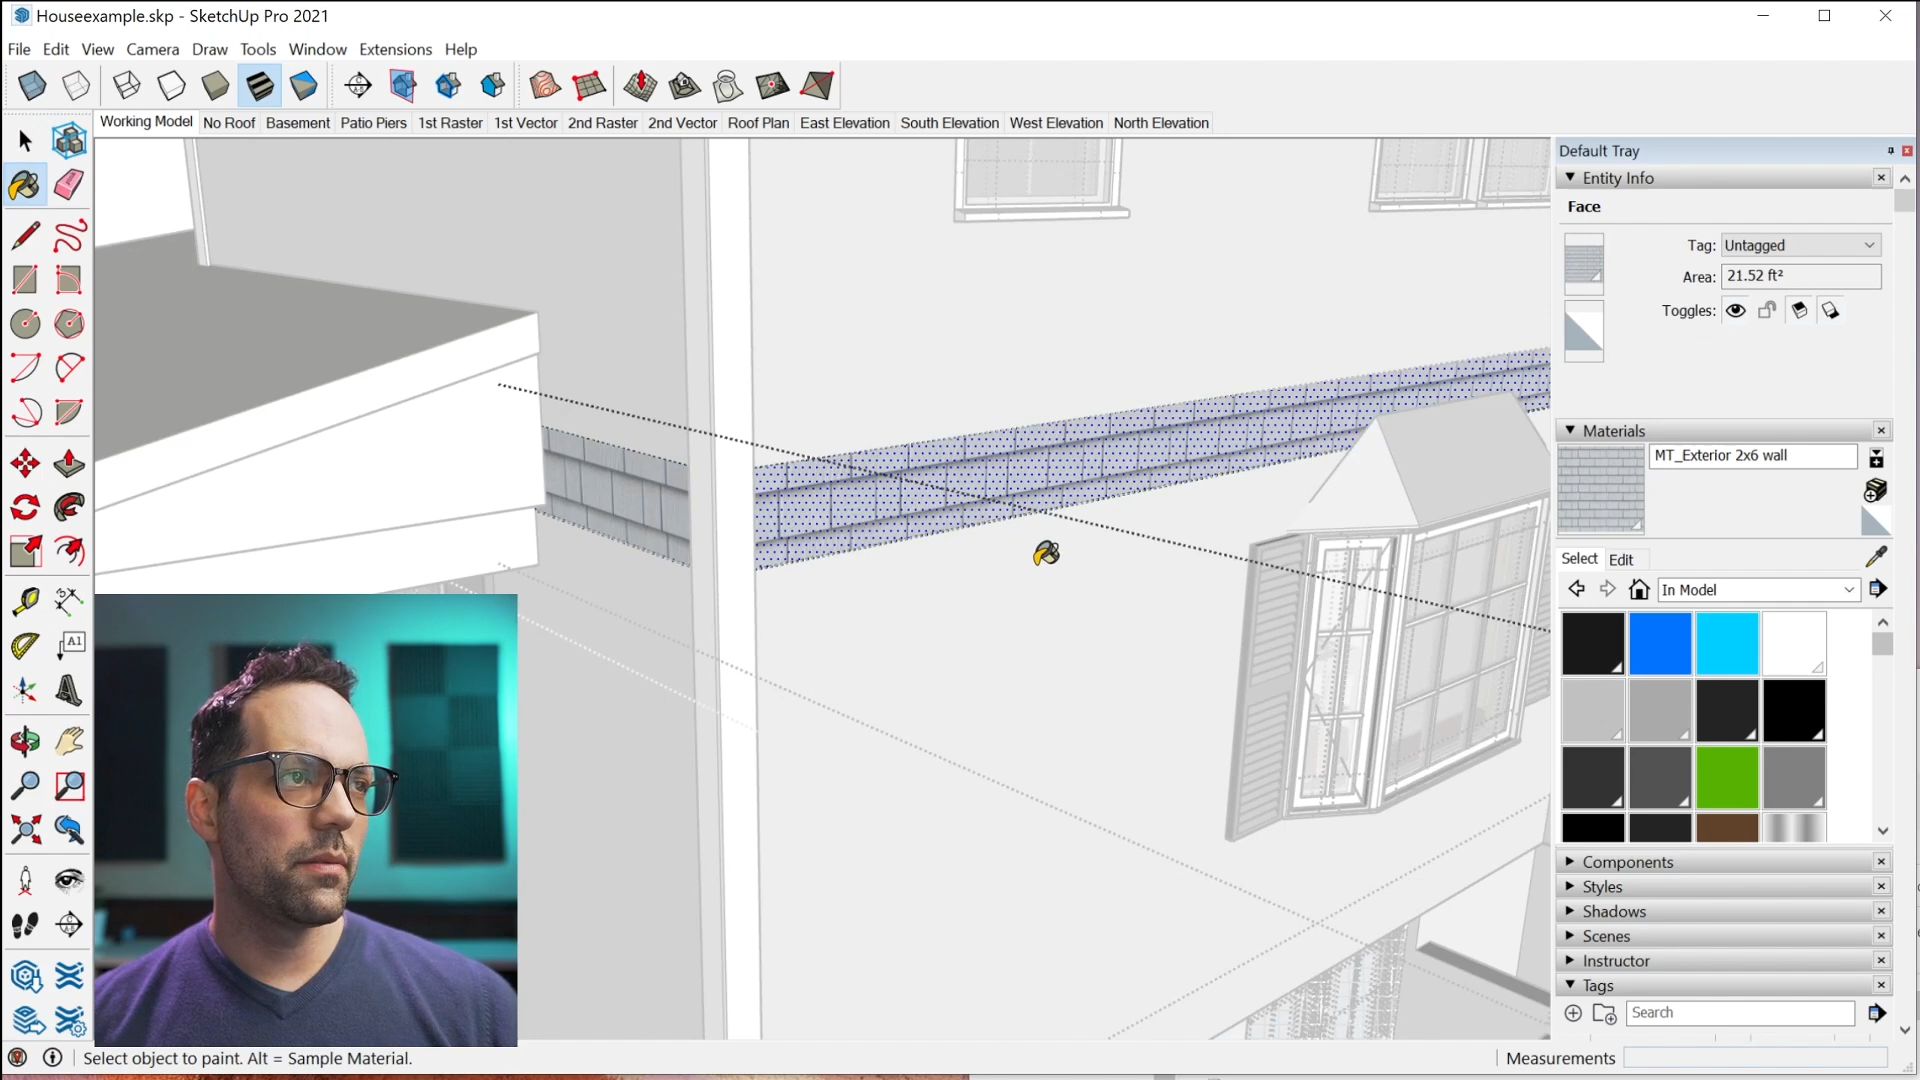 Houseexample.skp - SketchUp Pro 2021
File Edit View Camera Draw Tools Window Extensions Help
Working Model No Roof Basement Patio Piers 1st Raster 1st Vector 2nd Raster 2nd Vector Roof Plan East Elevation South Elevation West Elevation North Elevation
Default Tray
Entity Info
Face
Tag: Untagged
Area: 21.52 ft²
Toggles:
Materials
MT_Exterior 2x6 wall
Select Edit
In Model
A1
Components
Styles
Shadows
Scenes
Instructor
Tags
Search
Select object to paint. Alt = Sample Material.
Measurements